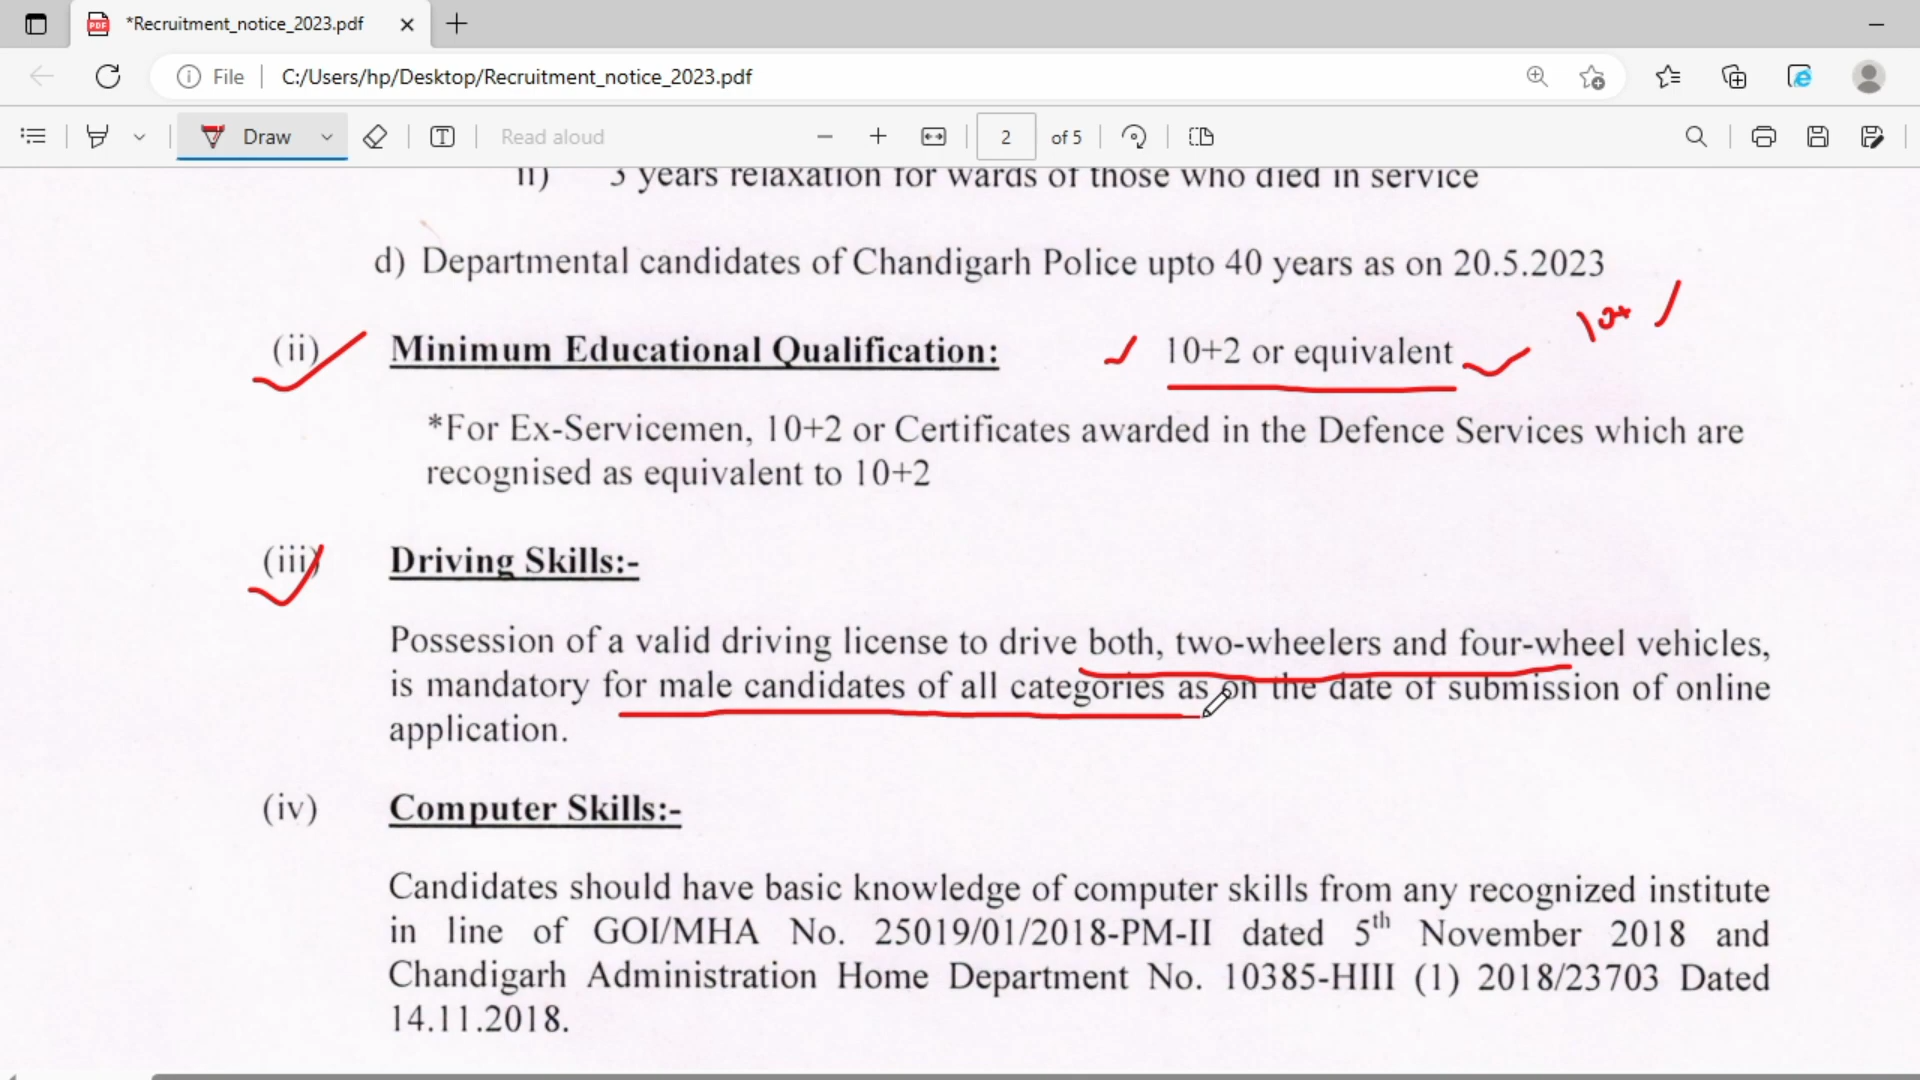 *Recruitment_notice_2023.pdf
File
C:/Users/hp/Desktop/Recruitment_notice_2023.pdf
Draw
Read aloud
2 of 5
ii) 3 years relaxation for wards of those who died in service
d) Departmental candidates of Chandigarh Police upto 40 years as on 20.5.2023
10+
(ii) Minimum Educational Qualification: 10+2 or equivalent
*For Ex-Servicemen, 10+2 or Certificates awarded in the Defence Services which are
recognised as equivalent to 10+2
(iii) Driving Skills:-
Possession of a valid driving license to drive both, two-wheelers and four-wheel vehicles,
is mandatory for male candidates of all categories as on the date of submission of online
application.
(iv) Computer Skills:-
Candidates should have basic knowledge of computer skills from any recognized institute
in line of GOI/MHA No. 25019/01/2018-PM-II dated 5th November 2018 and
Chandigarh Administration Home Department No. 10385-HIII (1) 2018/23703 Dated
14.11.2018.